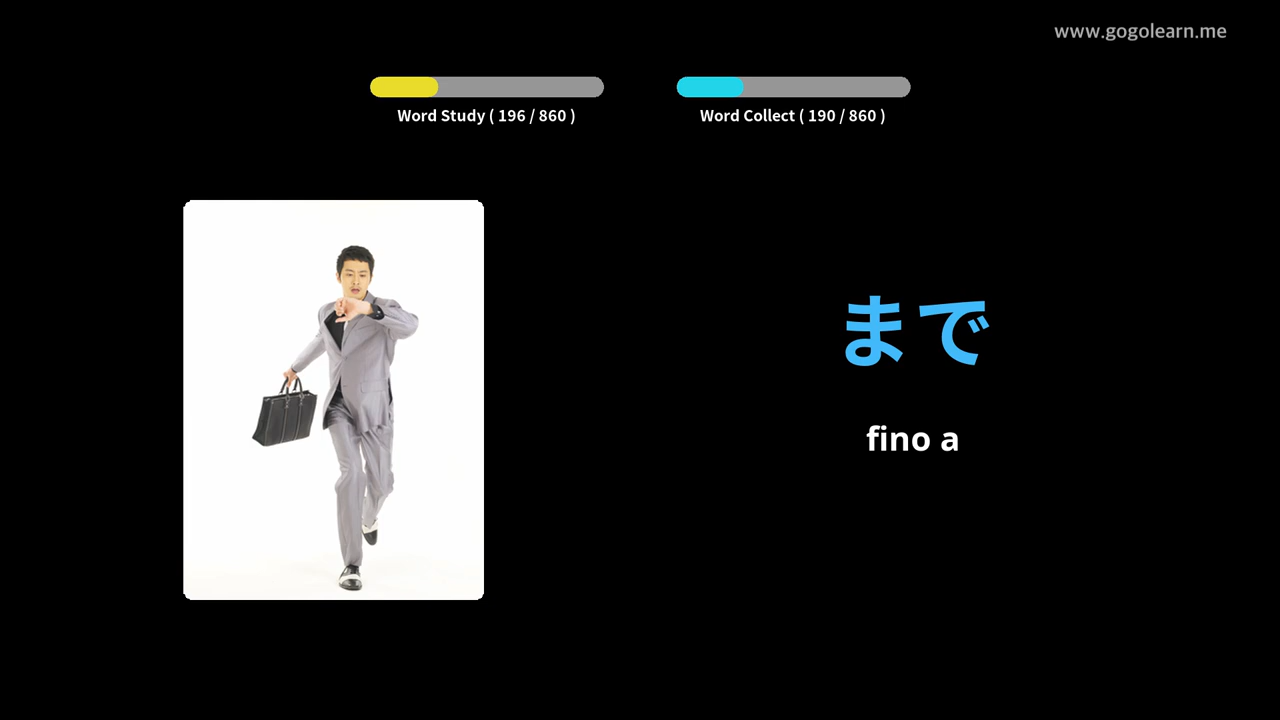 www.gogolearn.me
Word Study ( 196 / 860 )
Word Collect ( 190 / 860 )
まで
fino a